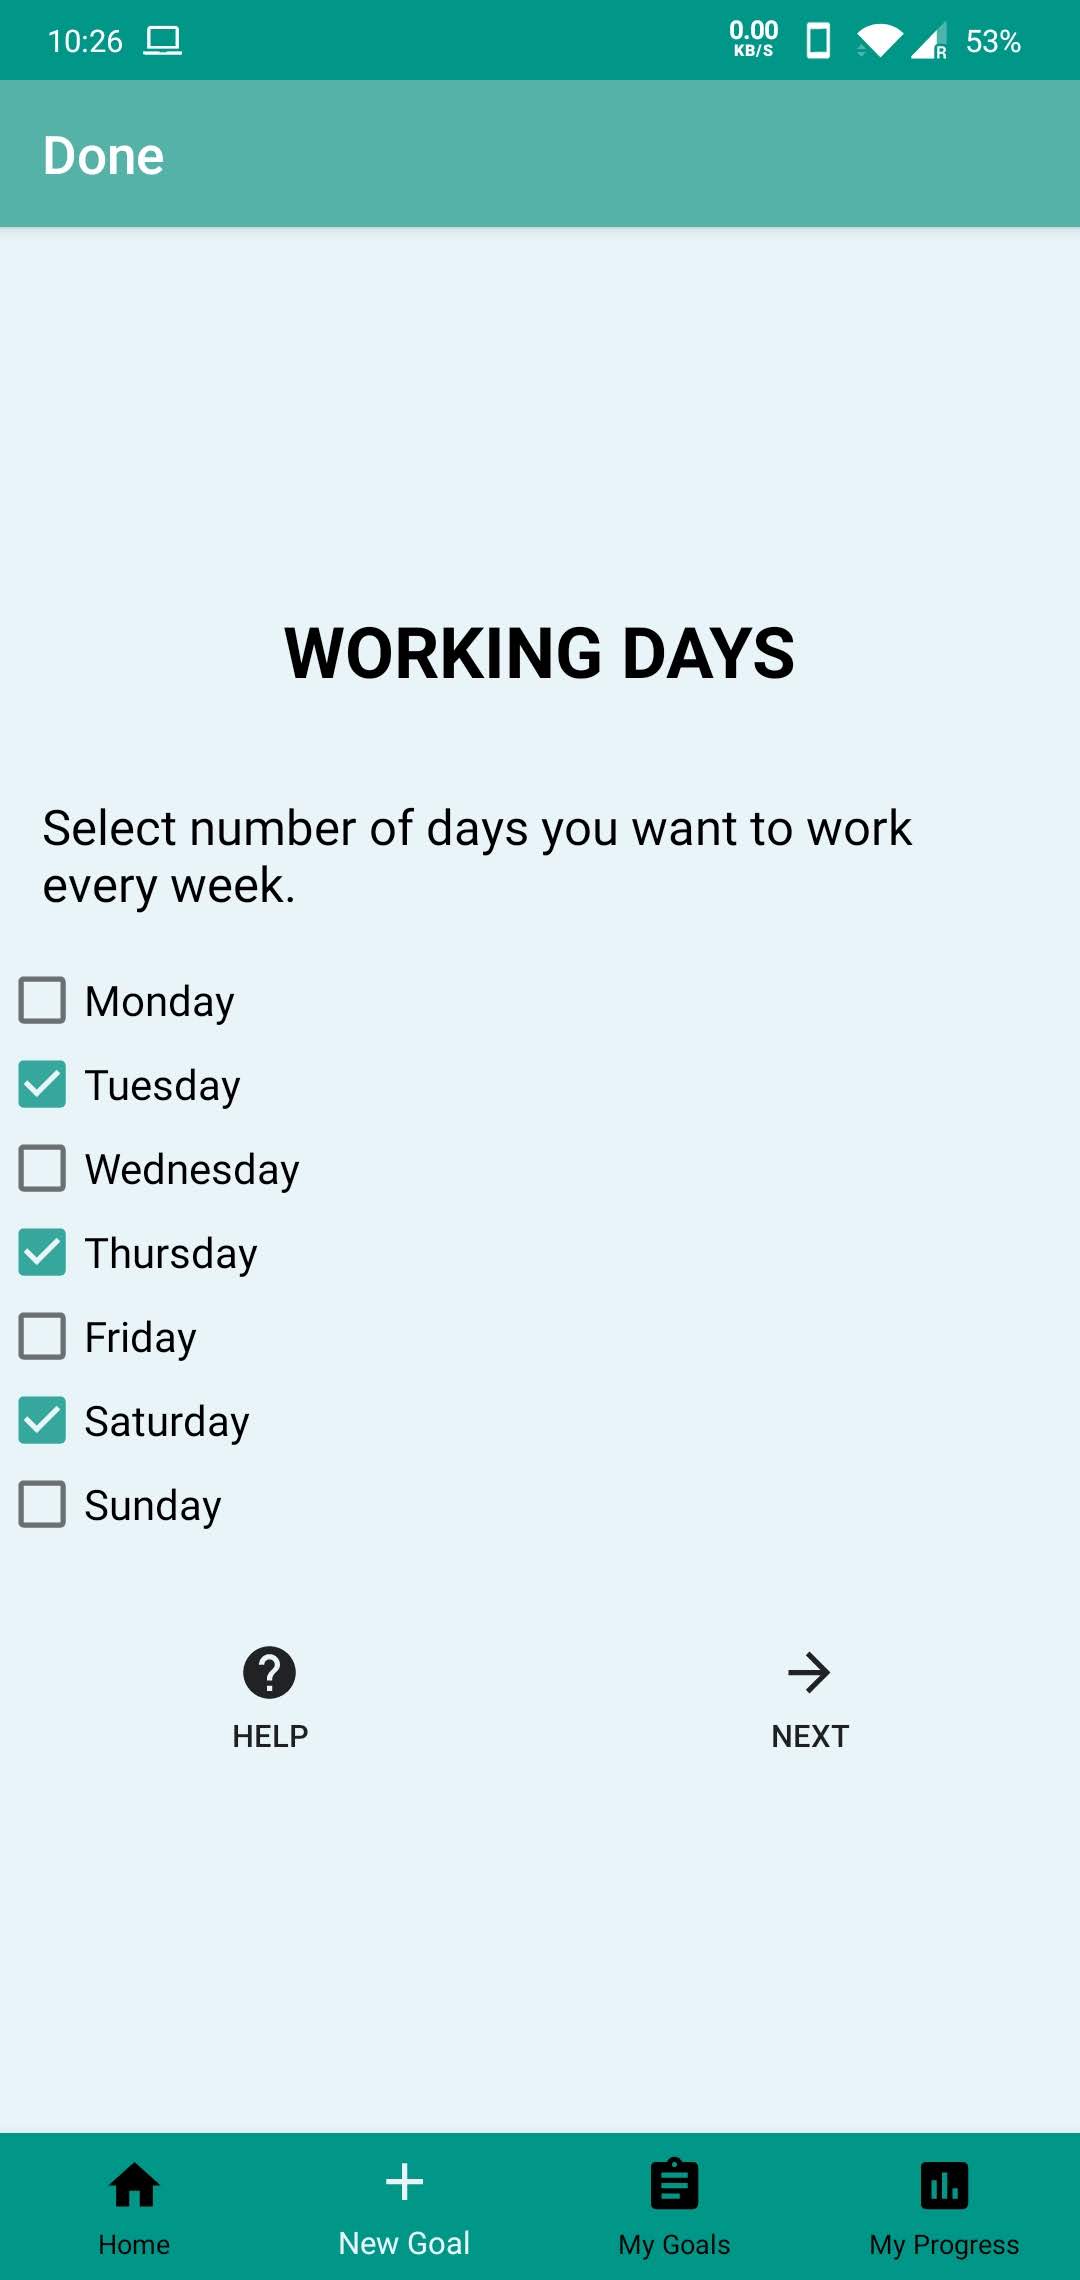 10:26
0.00
KB/S
R
53%
Done
WORKING DAYS
Select number of days you want to work
every week.
Monday
Tuesday
Wednesday
Thursday
Friday
Saturday
Sunday
?
HELP
NEXT
Home
New Goal
My Goals
My Progress